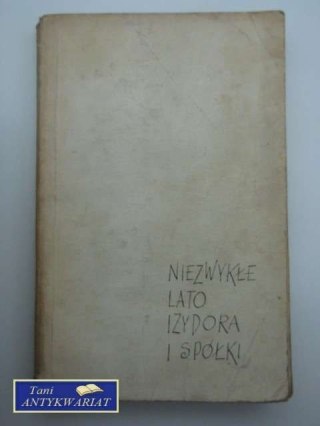 NIEZWYKŁE
LATO
IZYDORA
I SPÓŁKI
Tani
ANTYKWARIAT